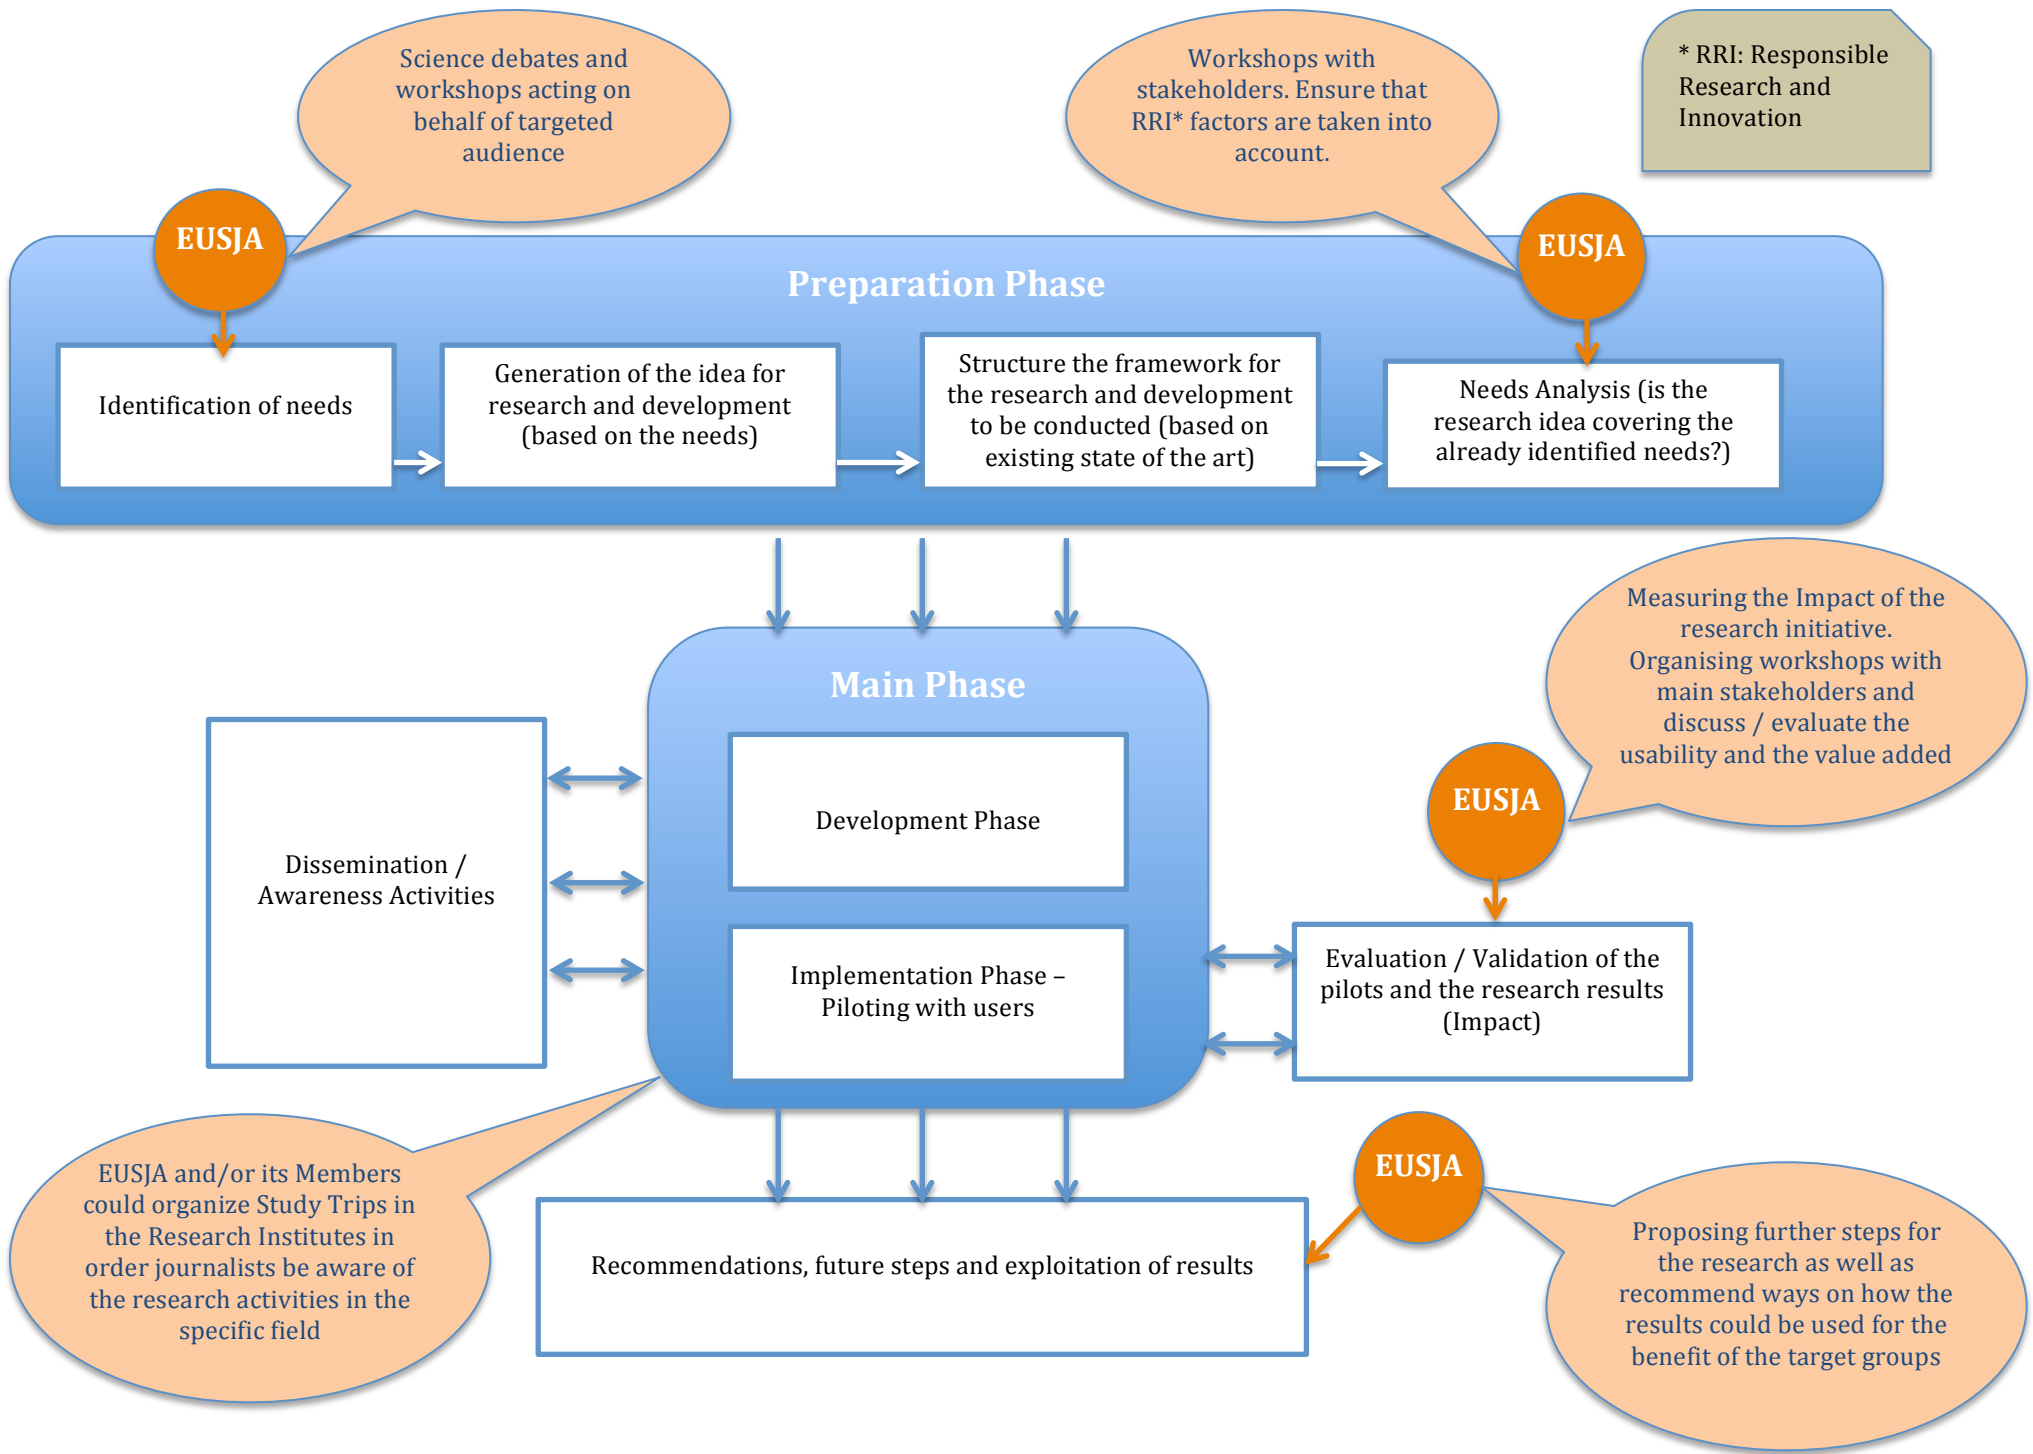 Science debates and
workshops acting on
behalf of targeted
audience
Workshops with
stakeholders. Ensure that
RRI* factors are taken into
account.
* RRI: Responsible
Research and
Innovation
EUSJA
EUSJA
Preparation Phase
Identification of needs
Generation of the idea for
research and development
(based on the needs)
Structure the framework for
the research and development
to be conducted (based on
existing state of the art)
Needs Analysis (is the
research idea covering the
already identified needs?)
Measuring the Impact of the
research initiative.
Organising workshops with
main stakeholders and
discuss / evaluate the
usability and the value added
Main Phase
EUSJA
Development Phase
Dissemination /
Awareness Activities
Implementation Phase –
Piloting with users
Evaluation / Validation of the
pilots and the research results
(Impact)
EUSJA and/or its Members
could organize Study Trips in
the Research Institutes in
order journalists be aware of
the research activities in the
specific field
EUSJA
Recommendations, future steps and exploitation of results
Proposing further steps for
the research as well as
recommend ways on how the
results could be used for the
benefit of the target groups